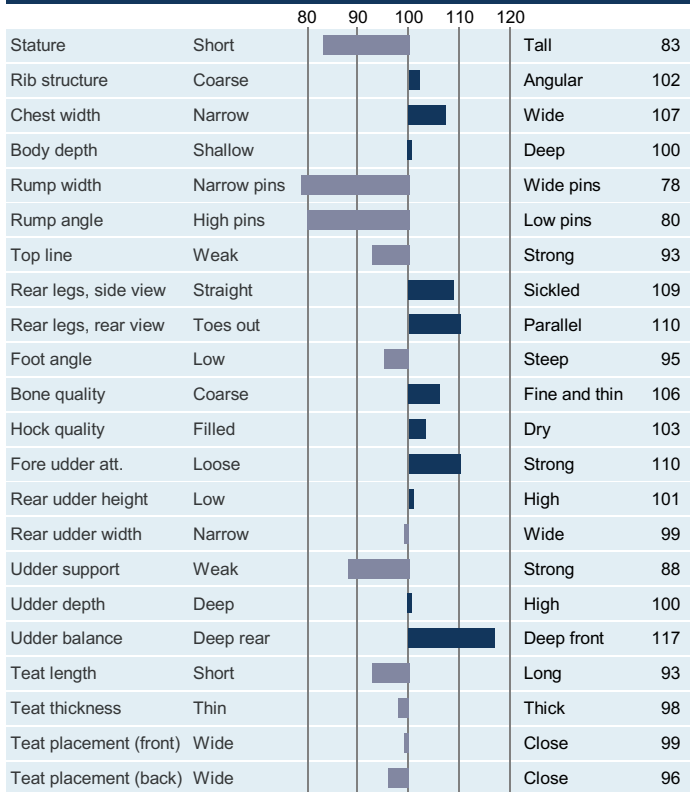 80 90 100 110 120
Stature Short Tall 83
Rib structure Coarse Angular 102
Chest width Narrow Wide 107
Body depth Shallow Deep 100
Rump width Narrow pins Wide pins 78
Rump angle High pins Low pins 80
Top line Weak Strong 93
Rear legs, side view Straight Sickled 109
Rear legs, rear view Toes out Parallel 110
Foot angle Low Steep 95
Bone quality Coarse Fine and thin 106
Hock quality Filled Dry 103
Fore udder att. Loose Strong 110
Rear udder height Low High 101
Rear udder width Narrow Wide 99
Udder support Weak Strong 88
Udder depth Deep High 100
Udder balance Deep rear Deep front 117
Teat length Short Long 93
Teat thickness Thin Thick 98
Teat placement (front) Wide Close 99
Teat placement (back) Wide Close 96